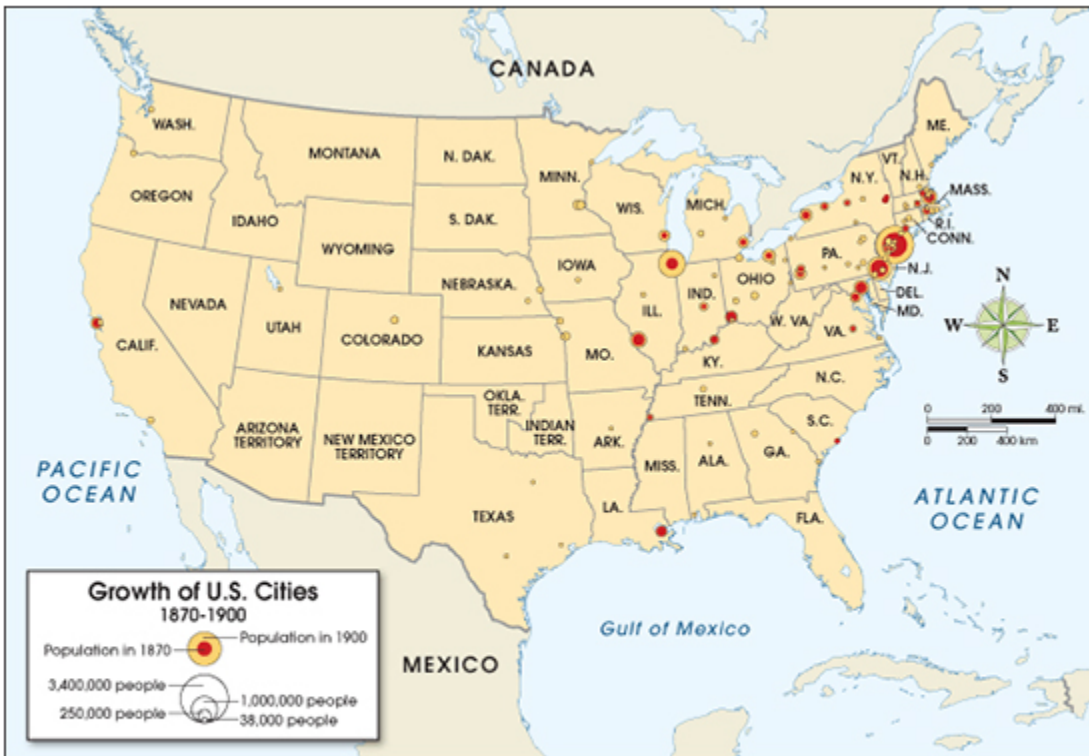 CANADA
WASH.
MONTANA
N. DAK.
MINN.
ME.
VT.
N.H.
N.Y.
MASS.
OREGON
IDAHO
S. DAK.
WIS.
MICH.
R.I.
CONN.
WYOMING
IOWA
PA.
N.J.
NEBRASKA.
OHIO
IND.
ILL.
DEL.
MD.
NEVADA
UTAH
COLORADO
W. VA.
VA.
CALIF.
KANSAS
MO.
KY.
N.C.
TENN.
OKLA.
TERR.
INDIAN
TERR.
ARIZONA
TERRITORY
NEW MEXICO
TERRITORY
ARK.
S.C.
MISS.
ALA.
GA.
TEXAS
LA.
FLA.
PACIFIC
OCEAN
ATLANTIC
OCEAN
Gulf of Mexico
MEXICO
N
W E
S
0 200 400 mi.
0 200 400 km
Growth of U.S. Cities
1870-1900
Population in 1900
Population in 1870
3,400,000 people
1,000,000 people
250,000 people
38,000 people